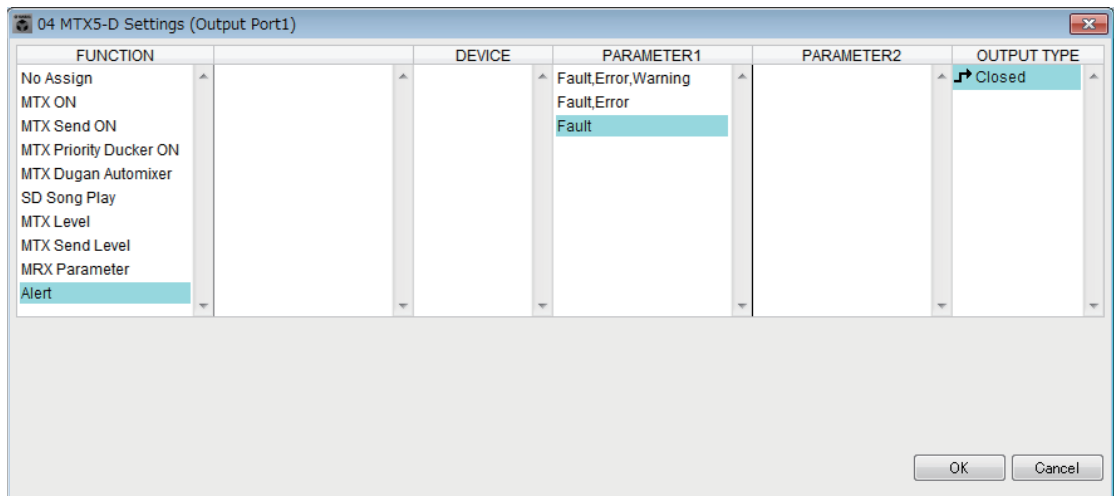 04 MTX5-D Settings (Output Port1)
FUNCTION DEVICE PARAMETER1 PARAMETER2 OUTPUT TYPE
No Assign
MTX ON
MTX Send ON
MTX Priority Ducker ON
MTX Dugan Automixer
SD Song Play
MTX Level
MTX Send Level
MRX Parameter
Alert
Fault,Error,Warning
Fault,Error
Fault
Closed
OK Cancel